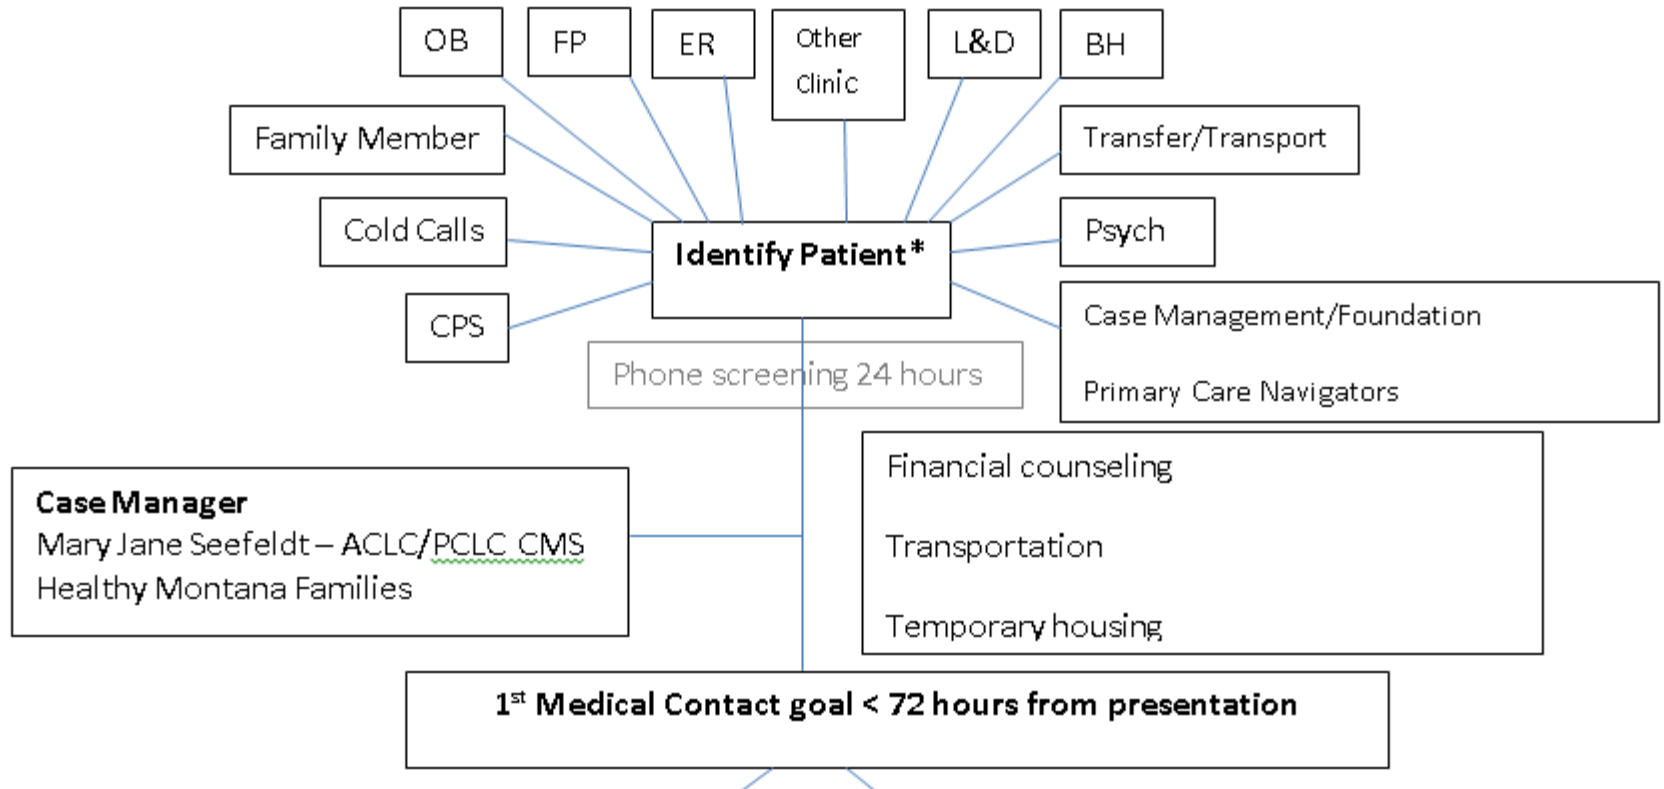 OB
FP
ER
Other
Clinic
L&D
BH
Family Member
Transfer/Transport
Cold Calls
Identify Patient*
Psych
CPS
Case Management/Foundation
Primary Care Navigators
Phone screening 24 hours
Financial counseling
Transportation
Temporary housing
Case Manager
Mary Jane Seefeldt – ACLC/PCLC CMS
Healthy Montana Families
1st Medical Contact goal < 72 hours from presentation